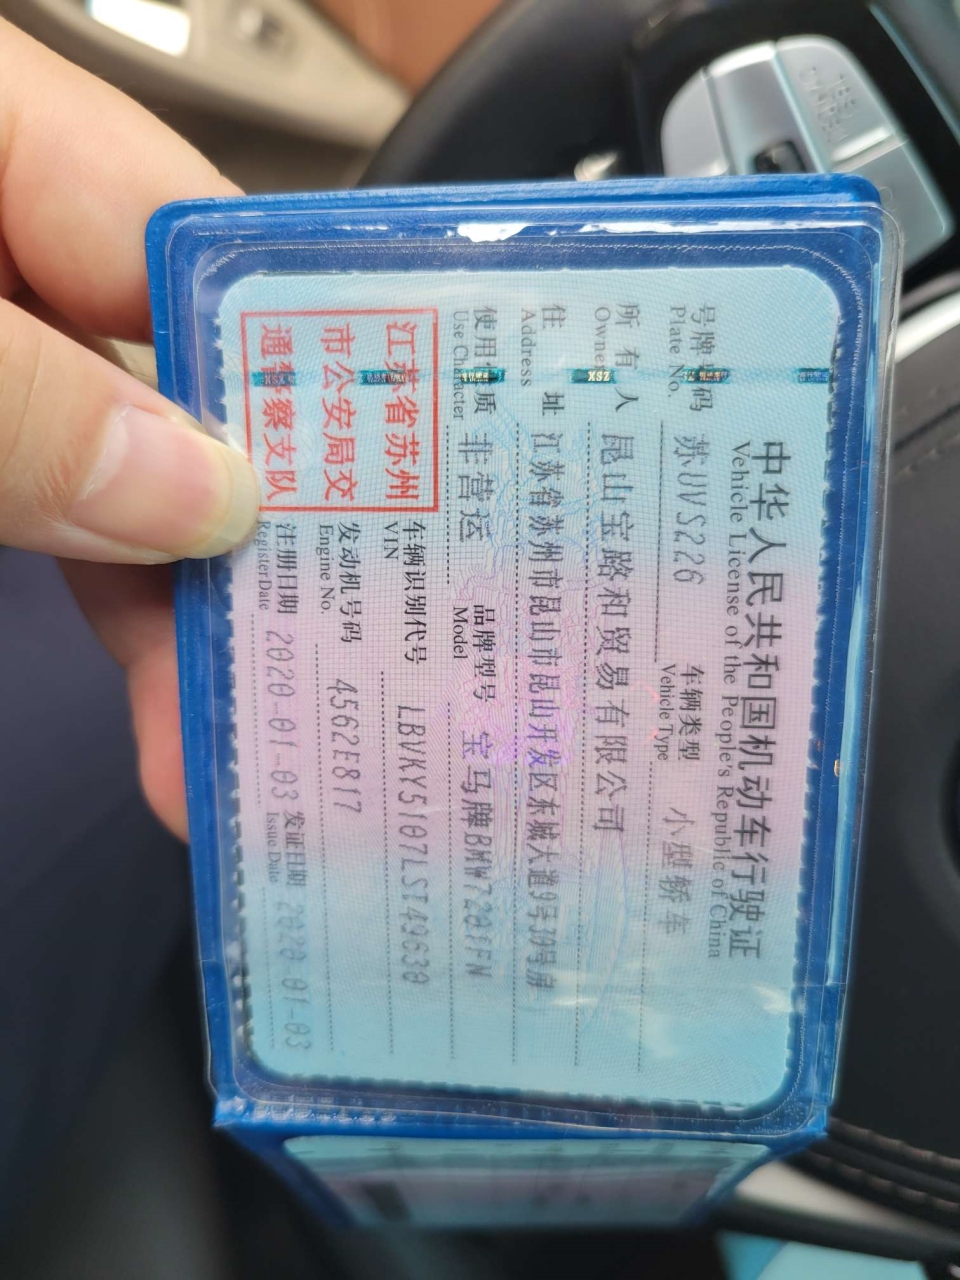 中华人民共和国机动车行驶证
Vehicle License of the People's Republic of China
号牌号码 苏UVS226 车辆类型 小型轿车
Plate No. Vehicle Type
所有人 昆山宝路和贸易有限公司
Owner
住址 江苏省苏州市昆山市昆山开发区东城大道9号39号房
Address
使用性质 非营运 品牌型号 宝马牌BMW7201FN
Use Character Model
车辆识别代号 LBVKY5107LST49630
VIN
发动机号码 4562E817
Engine No.
注册日期 2020-01-03 发证日期 2020-01-03
Register Date Issue Date
江苏省苏州
市公安局交
通警察支队
XSZ